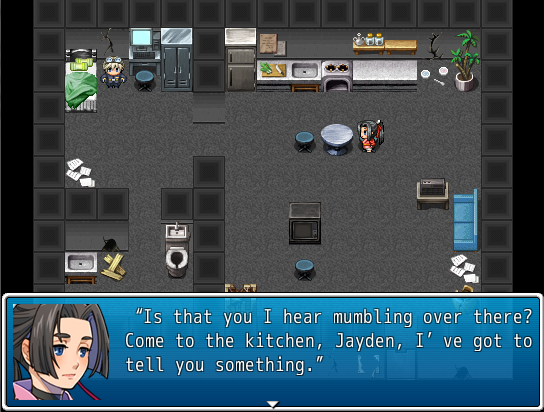 “Is that you I hear mumbling over there?
Come to the kitchen, Jayden, I’ve got to
tell you something.”